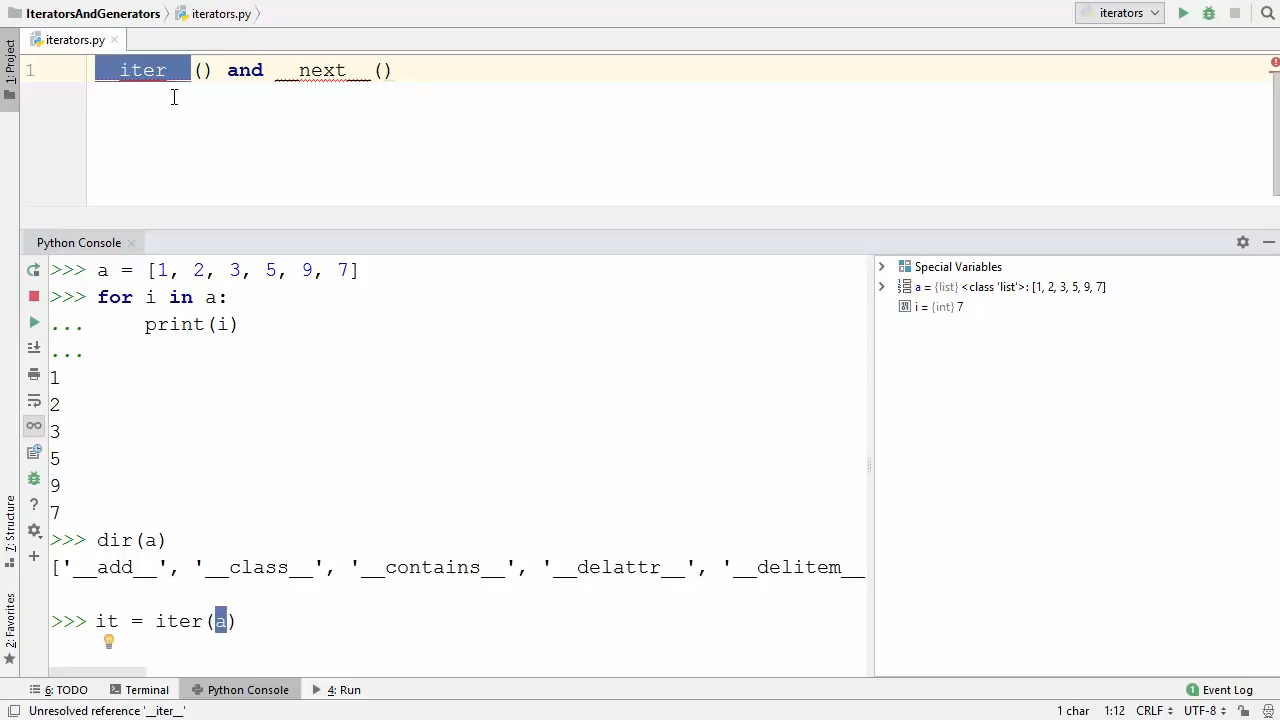 IteratorsAndGenerators iterators.py iterators
iterators.py
1: Project
1 __iter__() and __next__()
Python Console
>>> a = [1, 2, 3, 5, 9, 7]
>>> for i in a:
... print(i)
...
1
2
3
5
9
7
>>> dir(a)
['__add__', '__class__', '__contains__', '__delattr__', '__delitem__
>>> it = iter(a)
Special Variables
a = {list} <class 'list'>: [1, 2, 3, 5, 9, 7]
i = {int} 7
7: Structure
2: Favorites
6: TODO Terminal Python Console 4: Run 1 Event Log
Unresolved reference '__iter__' 1 char 1:12 CRLF UTF-8